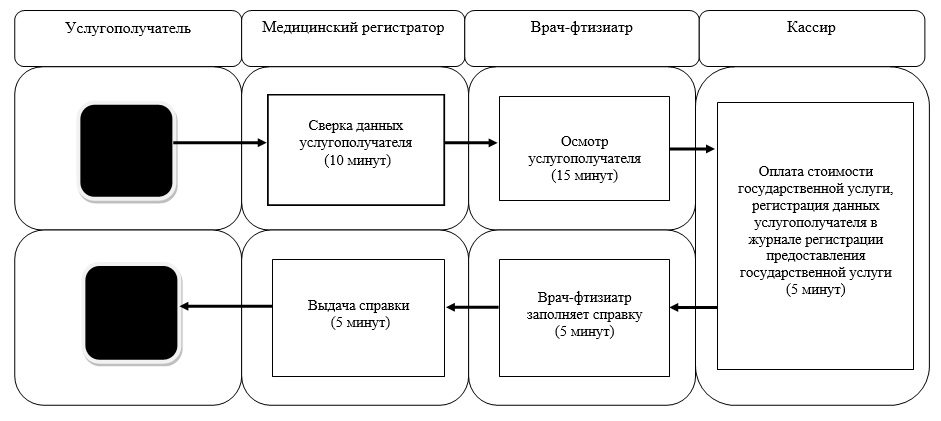 Услугополучатель
Медицинский регистратор
Врач-фтизиатр
Кассир
Сверка данных
услугополучателя
(10 минут)
Осмотр
услугополучателя
(15 минут)
Оплата стоимости
государственной услуги,
регистрация данных
услугополучателя в
журнале регистрации
предоставления
государственной услуги
(5 минут)
Выдача справки
(5 минут)
Врач-фтизиатр
заполняет справку
(5 минут)